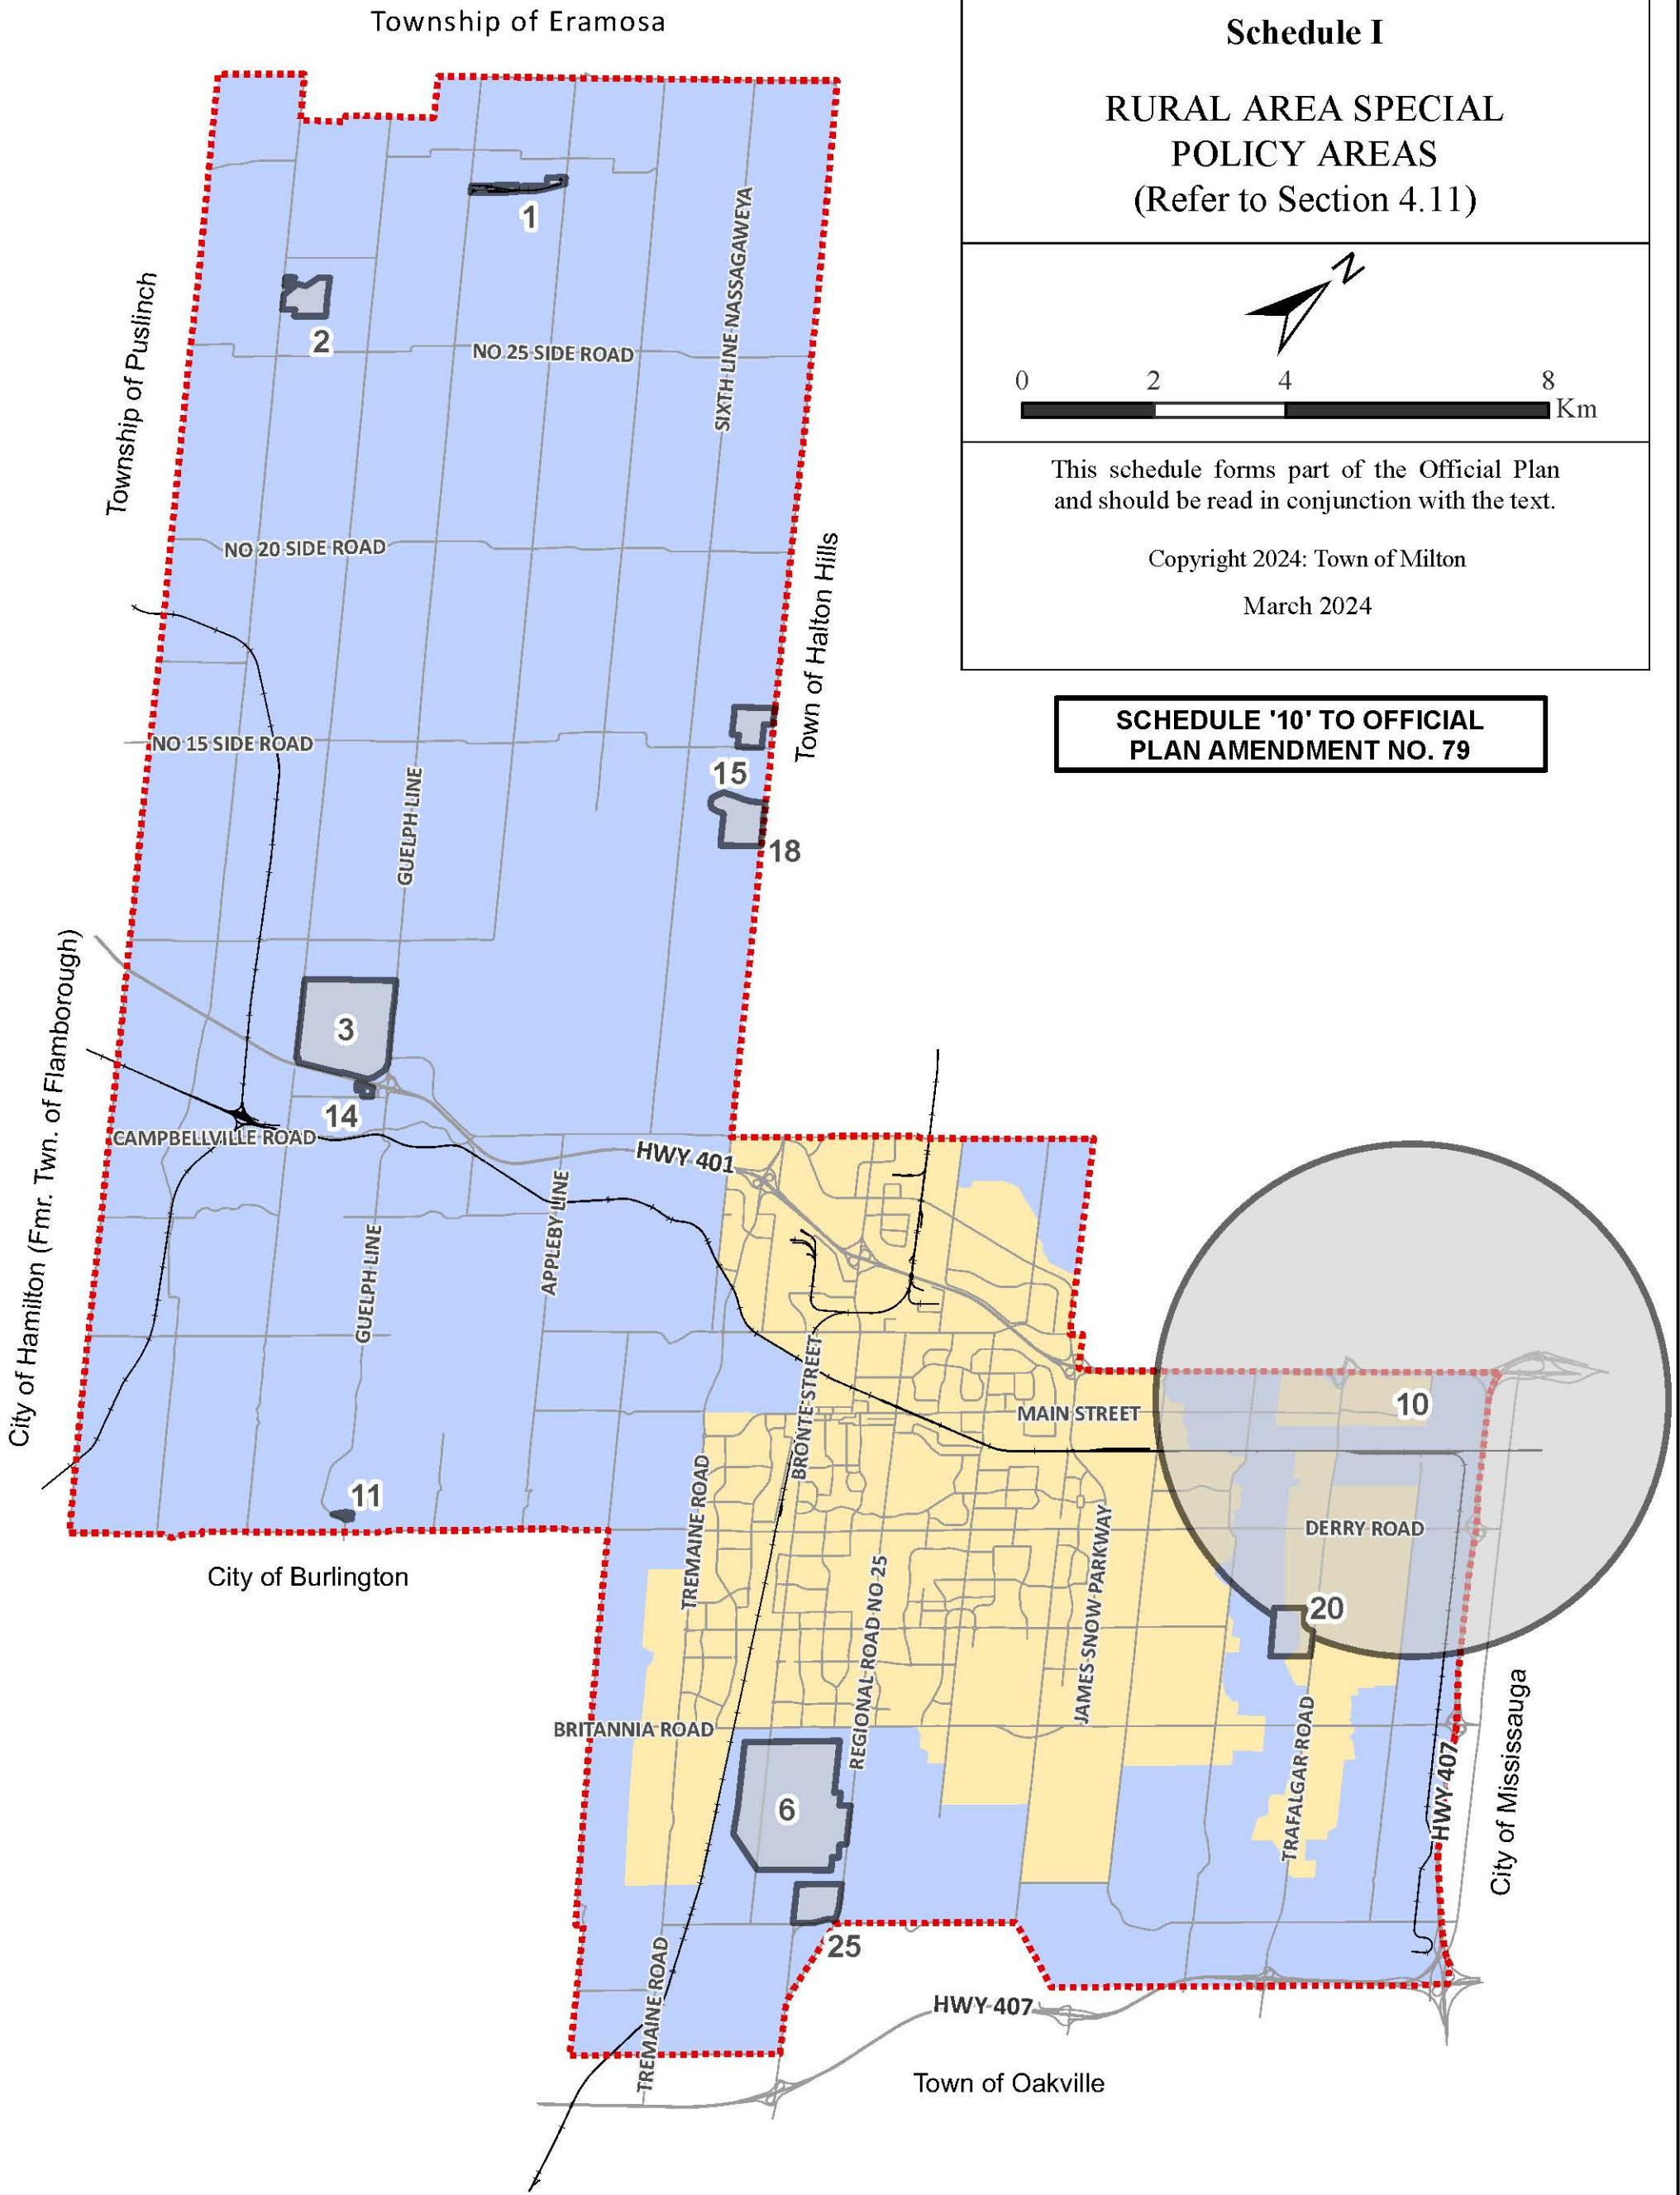 Township of Eramosa
Schedule I
RURAL AREA SPECIAL
POLICY AREAS
(Refer to Section 4.11)
N
0 2 4 8
Km
This schedule forms part of the Official Plan
and should be read in conjunction with the text.
Copyright 2024: Town of Milton
March 2024
SCHEDULE '10' TO OFFICIAL
PLAN AMENDMENT NO. 79
1
SIXTH LINE NASSAGAWEYA
Township of Puslinch
2
NO 25 SIDE ROAD
NO 20 SIDE ROAD
Town of Halton Hills
NO 15 SIDE ROAD
15
GUELPH LINE
18
City of Hamilton (Fmr. Twn. of Flamborough)
3
14
CAMPBELLVILLE ROAD
HWY 401
APPLEBY LINE
GUELPH LINE
BRONTE STREET
MAIN STREET
10
TREMAINE ROAD
11
DERRY ROAD
JAMES SNOW PARKWAY
City of Burlington
REGIONAL ROAD NO 25
20
BRITANNIA ROAD
TRAFALGAR ROAD
HWY 407
City of Mississauga
6
25
TREMAINE ROAD
HWY 407
Town of Oakville